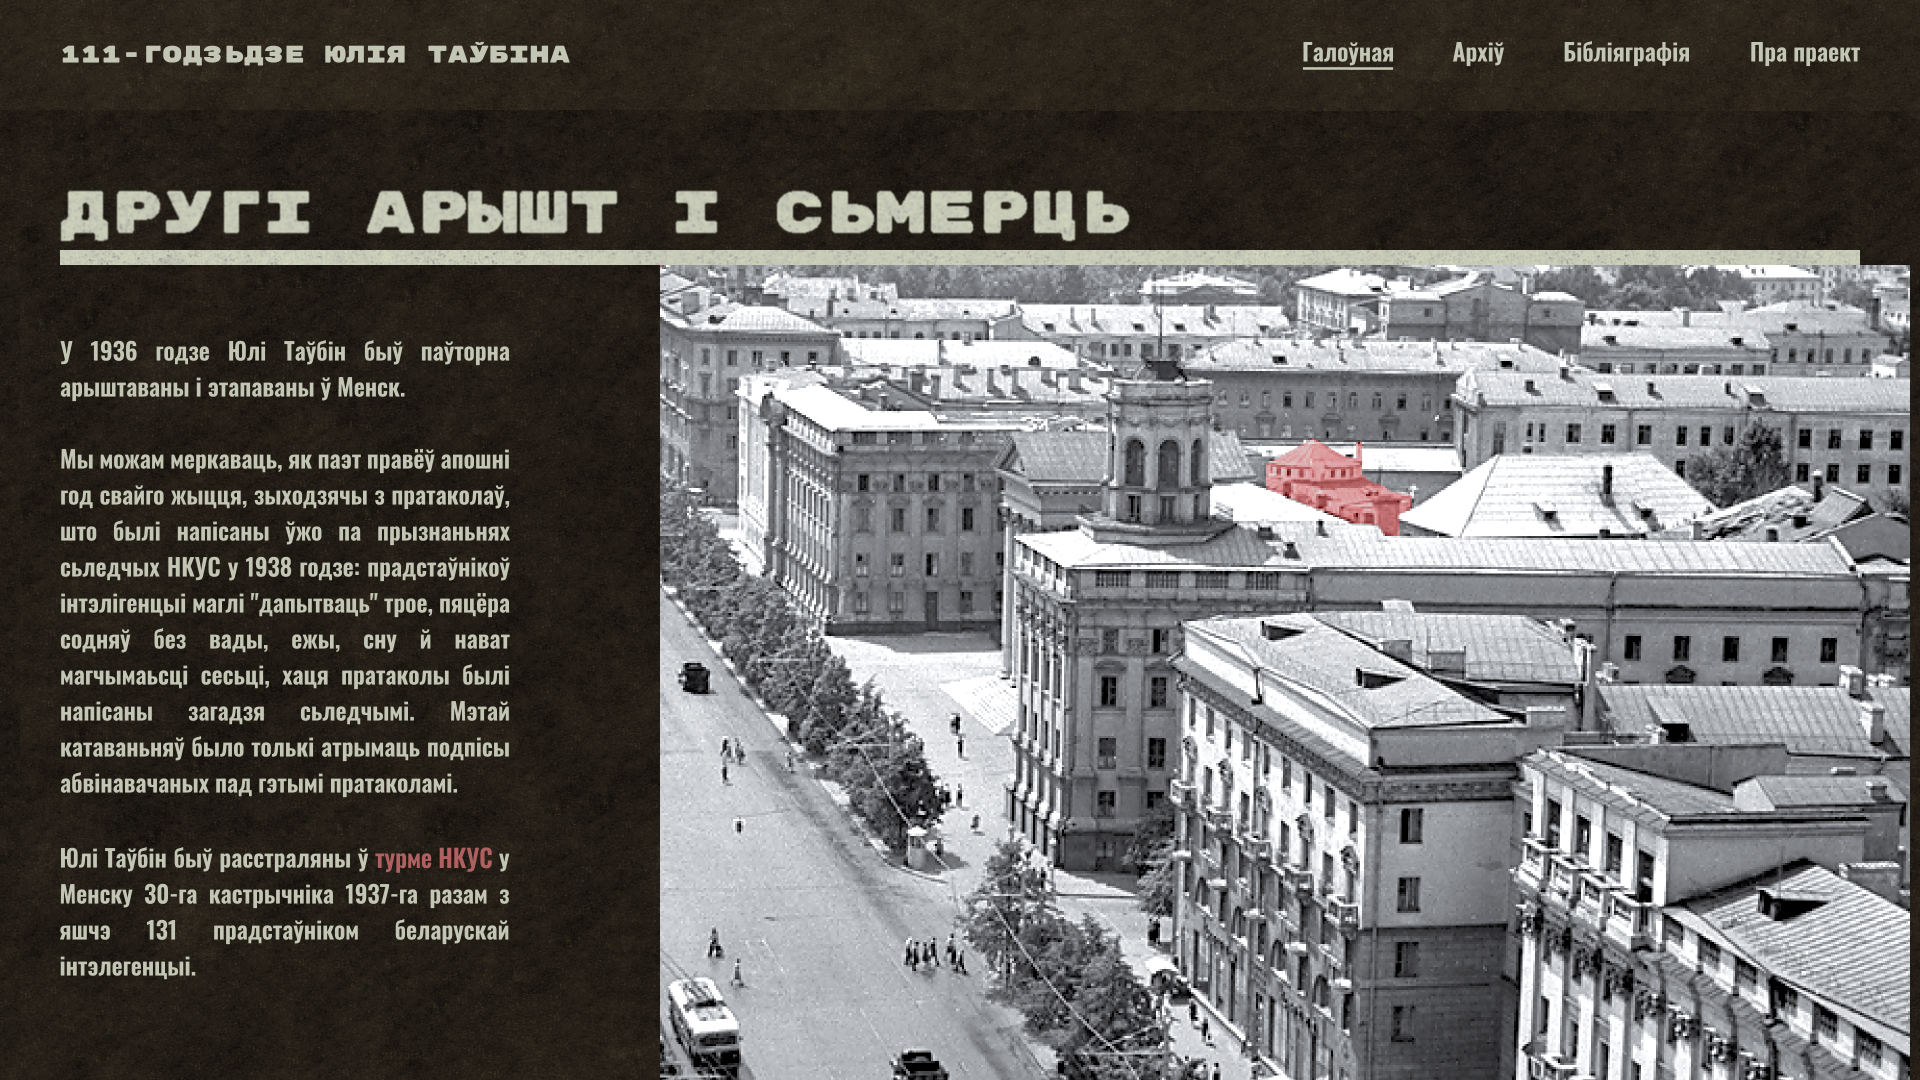 111-ГОДЗЬДЗЕ ЮЛІЯ ТАЎБІНА
Галоўная
Архіў
Бібліяграфія
Пра праект
ДРУГІ АРЫШТ І СЬМЕРЦЬ
У 1936 годзе Юлі Таўбін быў паўторна
арыштаваны і этапаваны ў Менск.
Мы можам меркаваць, як паэт правёў апошні
год свайго жыцця, зыходзячы з пратаколаў,
што былі напісаны ўжо па прызнаньнях
сьледчых НКУС у 1938 годзе: прадстаўнікоў
інтэлігенцыі маглі "дапытваць" трое, пяцёра
содняў без вады, ежы, сну й нават
магчымаьсці сесьці, хаця пратаколы былі
напісаны загадзя сьледчымі. Мэтай
катаваньняў было толькі атрымаць подпісы
абвінавачаных пад гэтымі пратаколамі.
Юлі Таўбін быў расстраляны ў турме НКУС у
Менску 30-га кастрычніка 1937-га разам з
яшчэ 131 прадстаўніком беларускай
інтэлегенцыі.